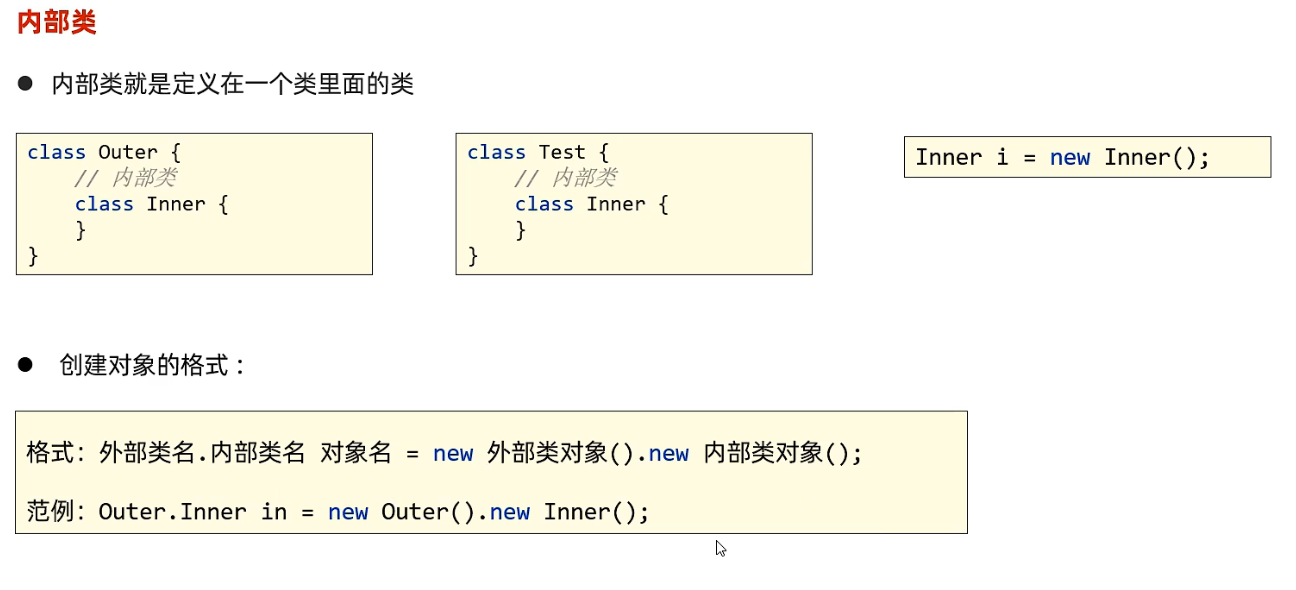 内部类
● 内部类就是定义在一个类里面的类
class Outer {
    // 内部类
    class Inner {
    }
}
class Test {
    // 内部类
    class Inner {
    }
}
Inner i = new Inner();
● 创建对象的格式：
格式：外部类名.内部类名 对象名 = new 外部类对象().new 内部类对象();
范例：Outer.Inner in = new Outer().new Inner();